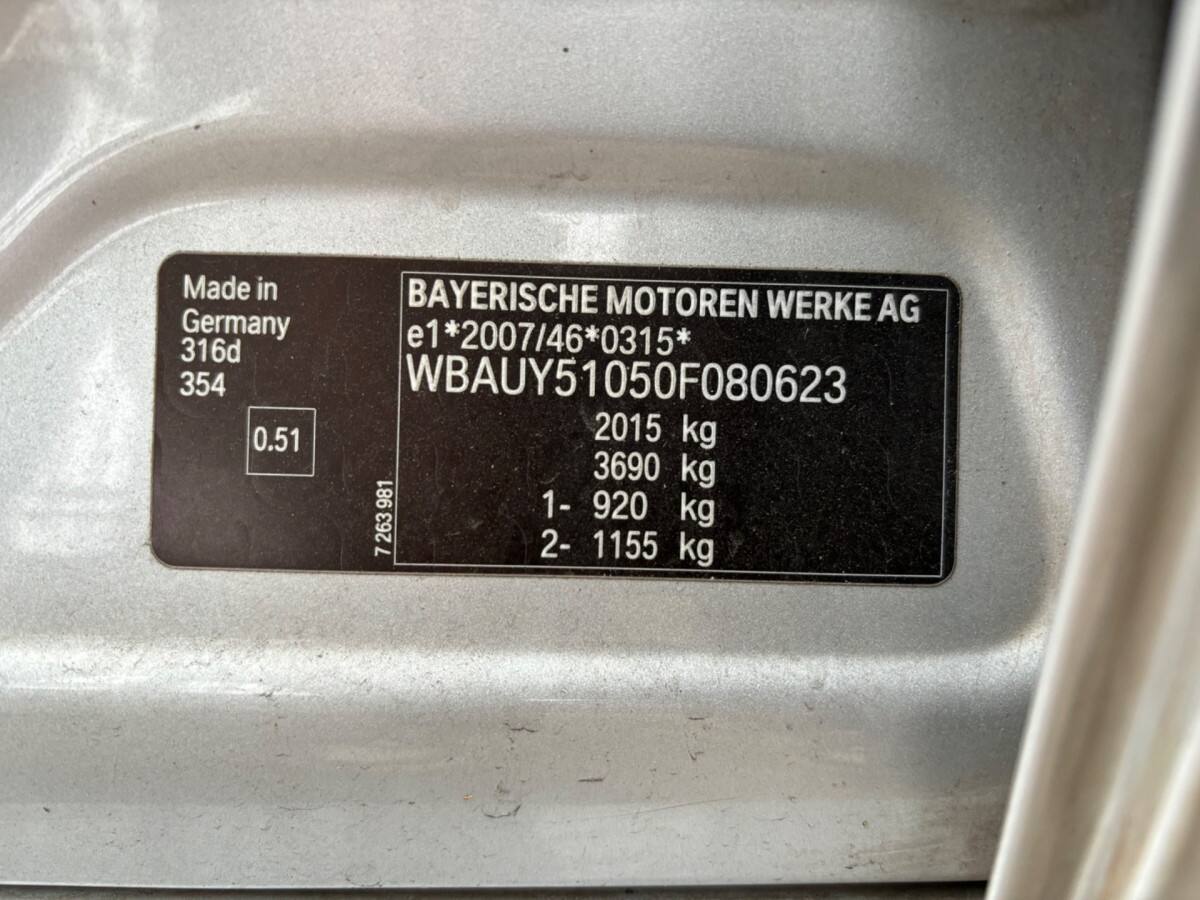 Made in
Germany
316d
354
0.51
7 263 981
BAYERISCHE MOTOREN WERKE AG
e1*2007/46*0315*
WBAUY51050F080623
2015 kg
3690 kg
1- 920 kg
2- 1155 kg